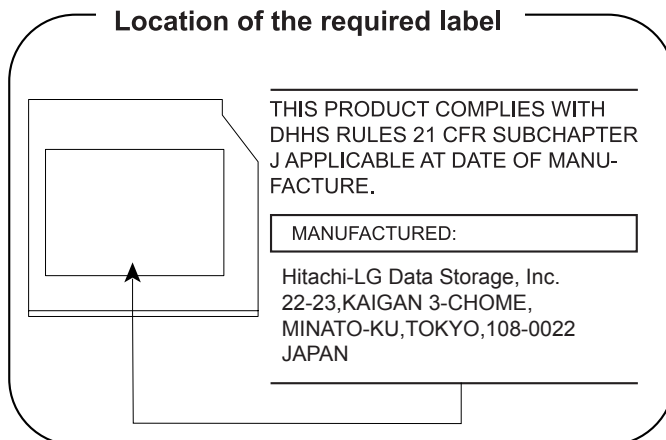 Location of the required label
THIS PRODUCT COMPLIES WITH
DHHS RULES 21 CFR SUBCHAPTER
J APPLICABLE AT DATE OF MANU-
FACTURE.
MANUFACTURED:
Hitachi-LG Data Storage, Inc.
22-23,KAIGAN 3-CHOME,
MINATO-KU,TOKYO,108-0022
JAPAN